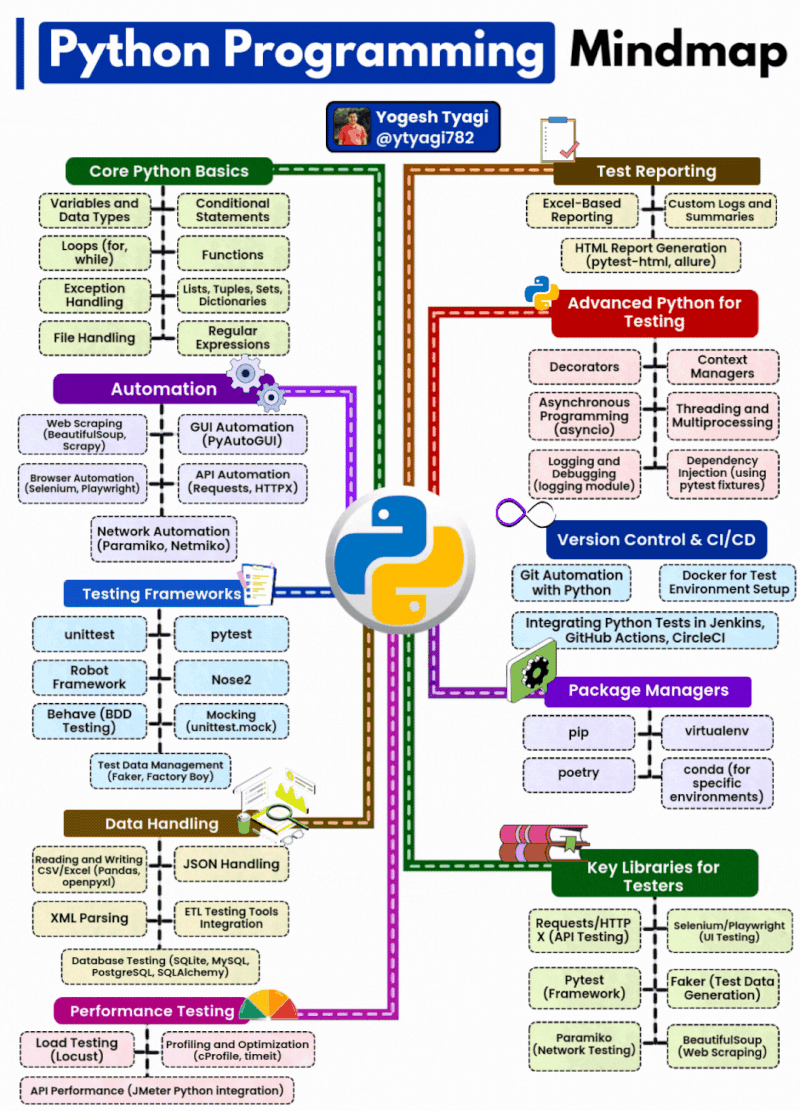 Python Programming Mindmap
Yogesh Tyagi
@ytyagi782
Core Python Basics
Variables and
Data Types
Conditional
Statements
Loops (for,
while)
Functions
Exception
Handling
Lists, Tuples, Sets,
Dictionaries
File Handling
Regular
Expressions
Automation
Web Scraping
(BeautifulSoup,
Scrapy)
GUI Automation
(PyAutoGUI)
Browser Automation
(Selenium, Playwright)
API Automation
(Requests, HTTPX)
Network Automation
(Paramiko, Netmiko)
Testing Frameworks
unittest
pytest
Robot
Framework
Nose2
Behave (BDD
Testing)
Mocking
(unittest.mock)
Test Data Management
(Faker, Factory Boy)
Data Handling
Reading and Writing
CSV/Excel (Pandas,
openpyxl)
JSON Handling
XML Parsing
ETL Testing Tools
Integration
Database Testing (SQLite, MySQL,
PostgreSQL, SQLAlchemy)
Performance Testing
Load Testing
(Locust)
Profiling and Optimization
(cProfile, timeit)
API Performance (JMeter Python integration)
Test Reporting
Excel-Based
Reporting
Custom Logs and
Summaries
HTML Report Generation
(pytest-html, allure)
Advanced Python for
Testing
Decorators
Context
Managers
Asynchronous
Programming
(asyncio)
Threading and
Multiprocessing
Logging and
Debugging
(logging module)
Dependency
Injection (using
pytest fixtures)
Version Control & CI/CD
Git Automation
with Python
Docker for Test
Environment Setup
Integrating Python Tests in Jenkins,
GitHub Actions, CircleCI
Package Managers
pip
virtualenv
poetry
conda (for
specific
environments)
Key Libraries for
Testers
Requests/HTTP
X (API Testing)
Selenium/Playwright
(UI Testing)
Pytest
(Framework)
Faker (Test Data
Generation)
Paramiko
(Network Testing)
BeautifulSoup
(Web Scraping)